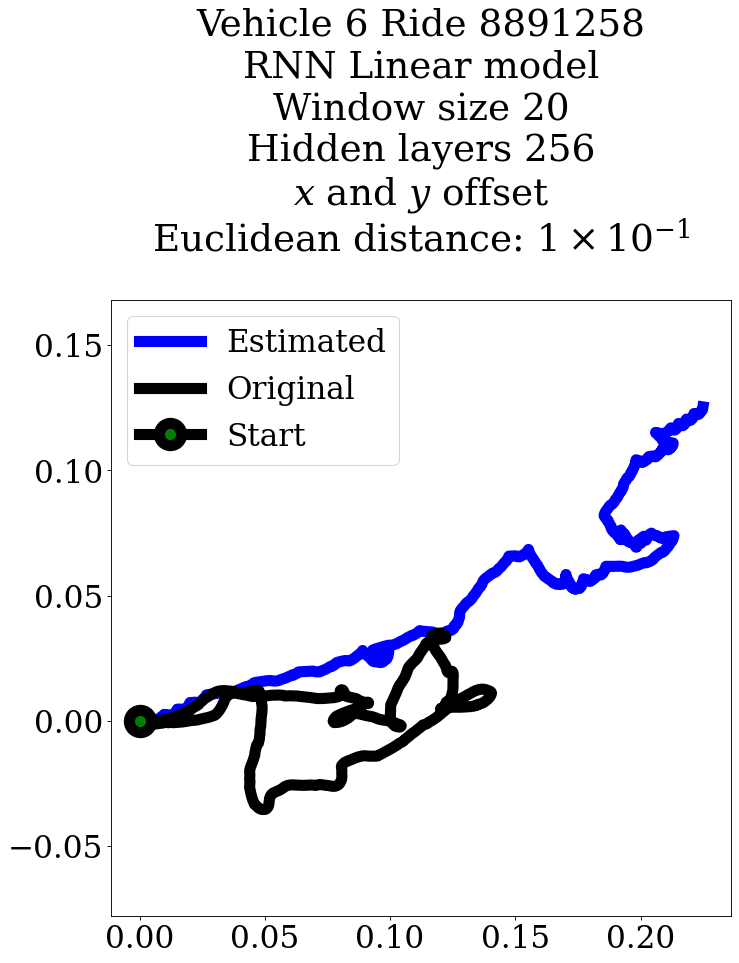 Vehicle 6 Ride 8891258
RNN Linear model
Window size 20
Hidden layers 256
x and y offset
Euclidean distance: 1 × 10⁻¹
Estimated
Original
Start
0.15
0.10
0.05
0.00
−0.05
0.00 0.05 0.10 0.15 0.20